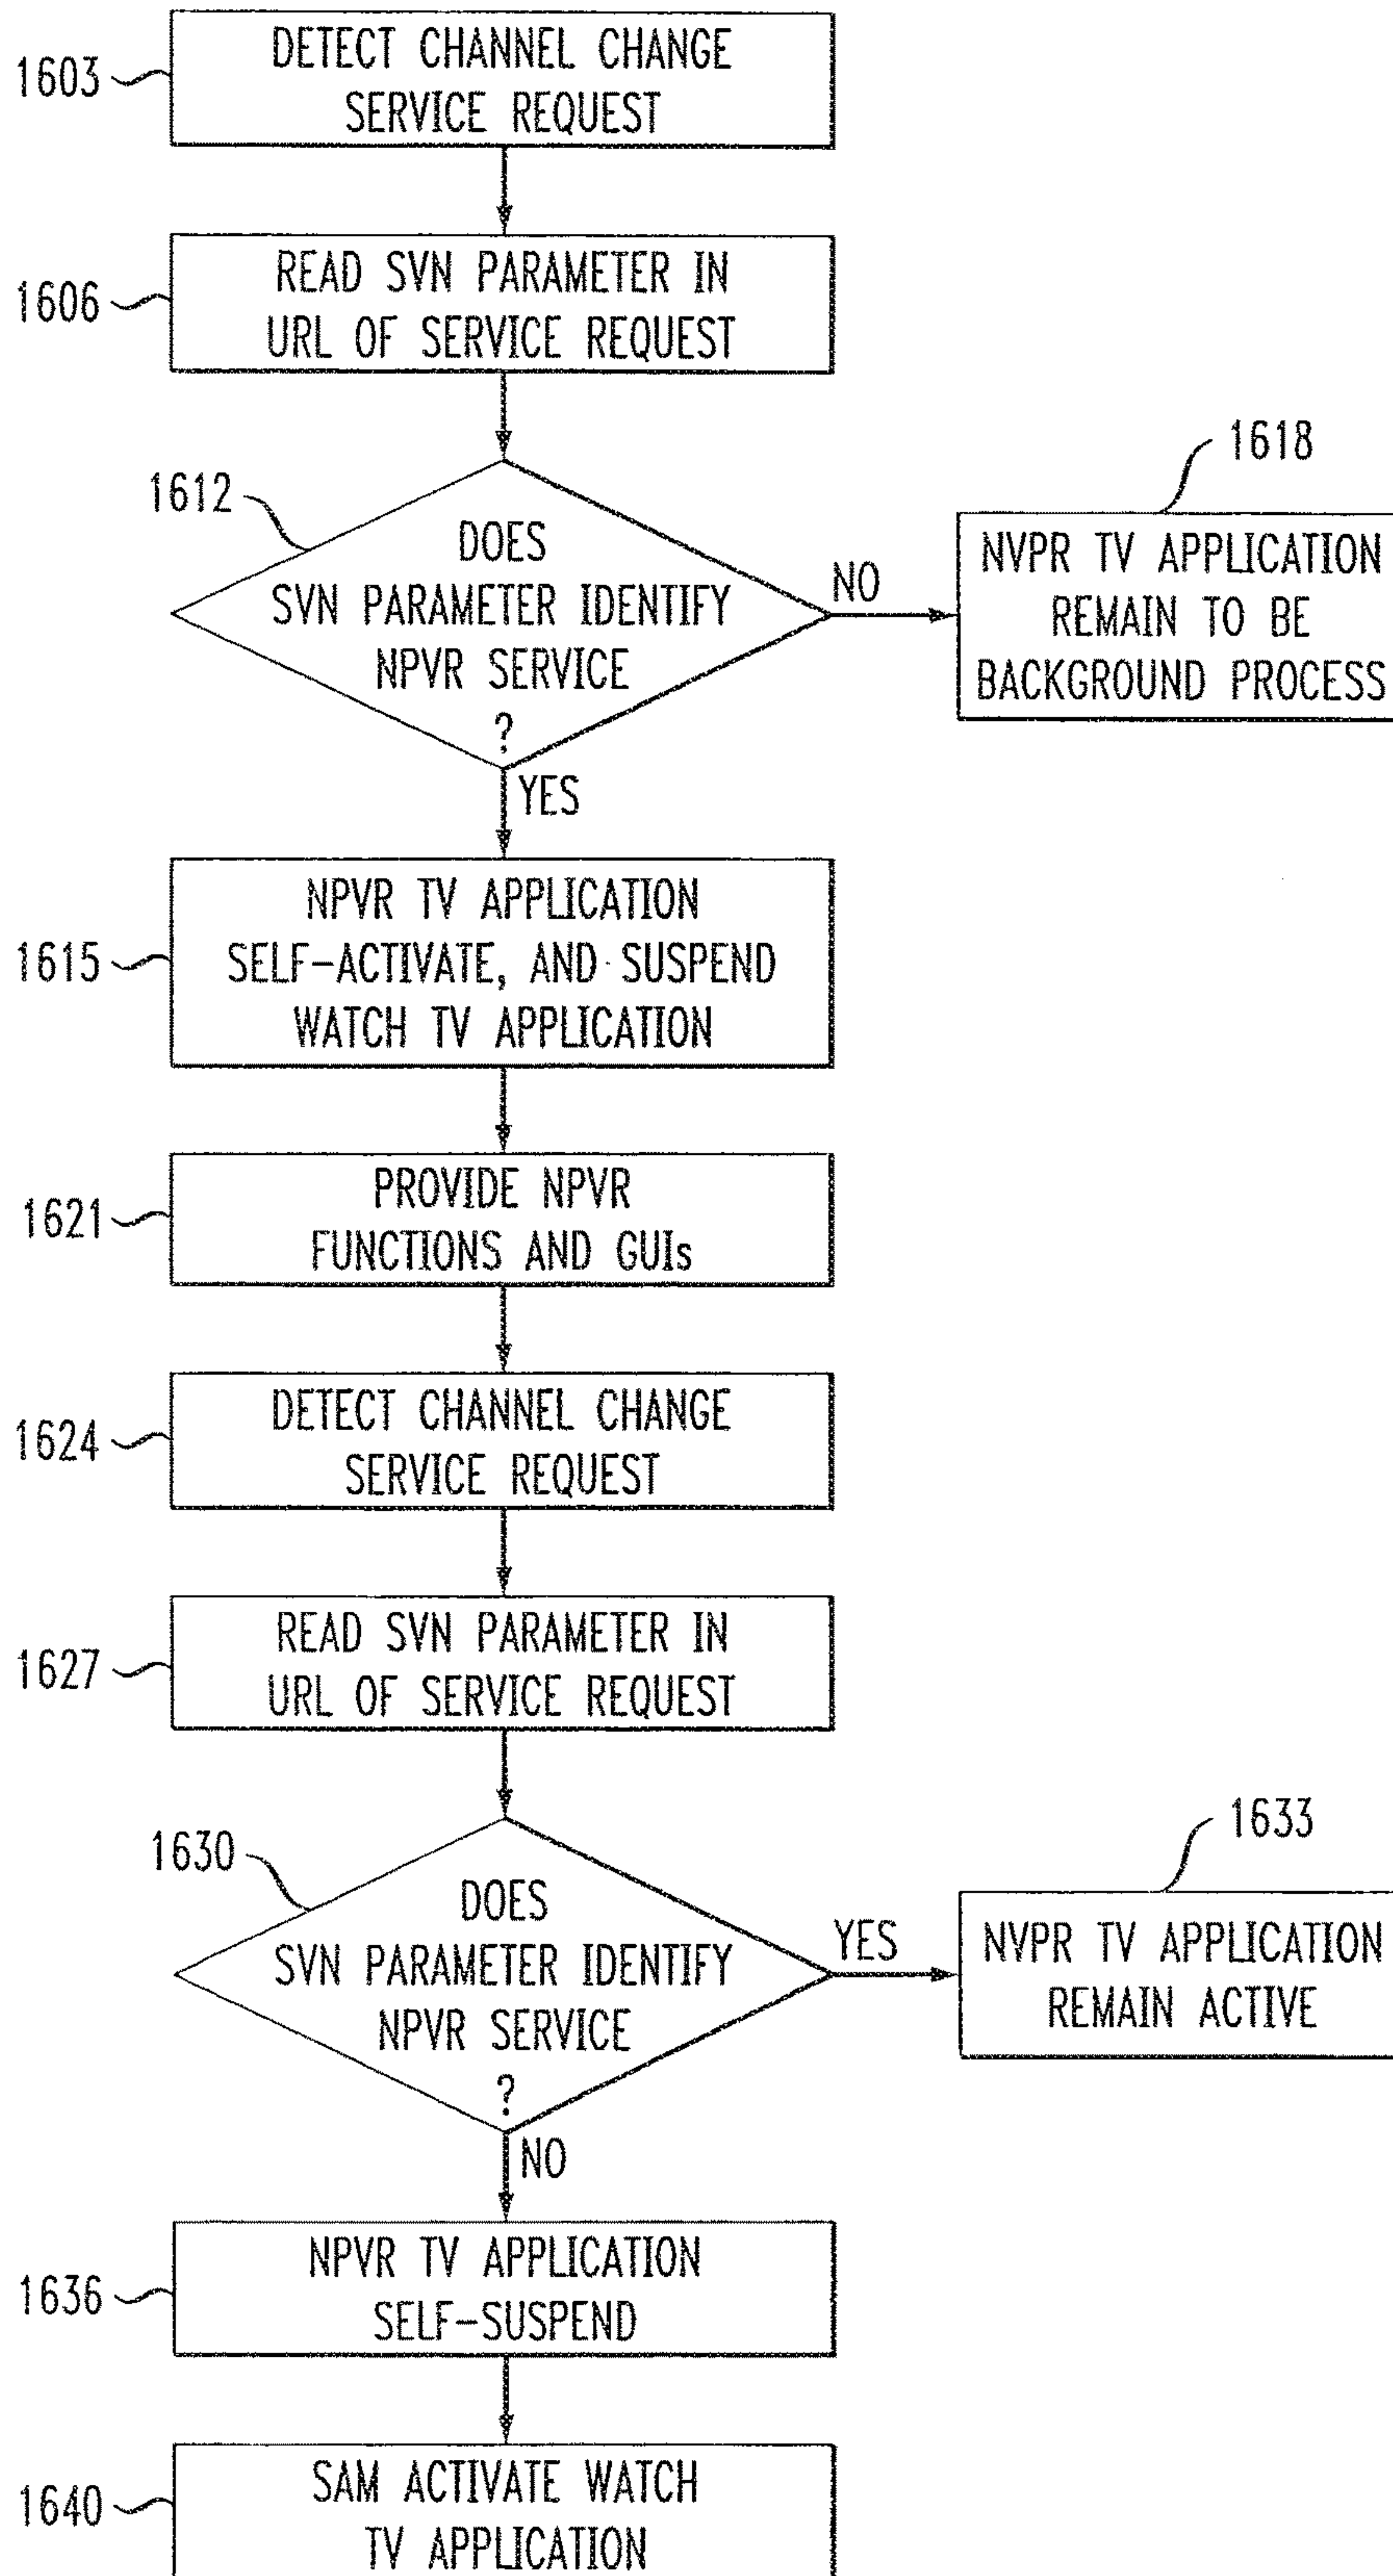 1603
DETECT CHANNEL CHANGE
SERVICE REQUEST
1606
READ SVN PARAMETER IN
URL OF SERVICE REQUEST
1612
DOES
SVN PARAMETER IDENTIFY
NPVR SERVICE
?
NO
1618
NVPR TV APPLICATION
REMAIN TO BE
BACKGROUND PROCESS
YES
1615
NPVR TV APPLICATION
SELF-ACTIVATE, AND SUSPEND
WATCH TV APPLICATION
1621
PROVIDE NPVR
FUNCTIONS AND GUIs
1624
DETECT CHANNEL CHANGE
SERVICE REQUEST
1627
READ SVN PARAMETER IN
URL OF SERVICE REQUEST
1630
DOES
SVN PARAMETER IDENTIFY
NPVR SERVICE
?
YES
1633
NVPR TV APPLICATION
REMAIN ACTIVE
NO
1636
NPVR TV APPLICATION
SELF-SUSPEND
1640
SAM ACTIVATE WATCH
TV APPLICATION